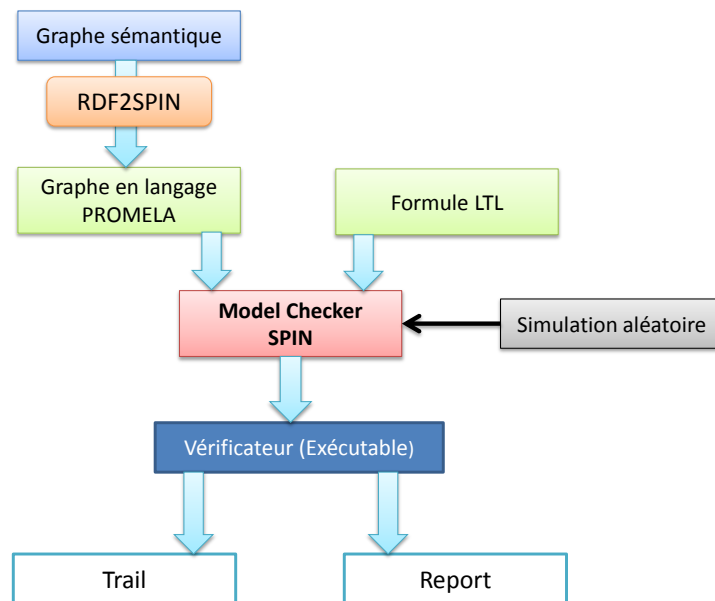 Graphe sémantique
RDF2SPIN
Graphe en langage
PROMELA
Formule LTL
Model Checker
SPIN
Simulation aléatoire
Vérificateur (Exécutable)
Trail
Report